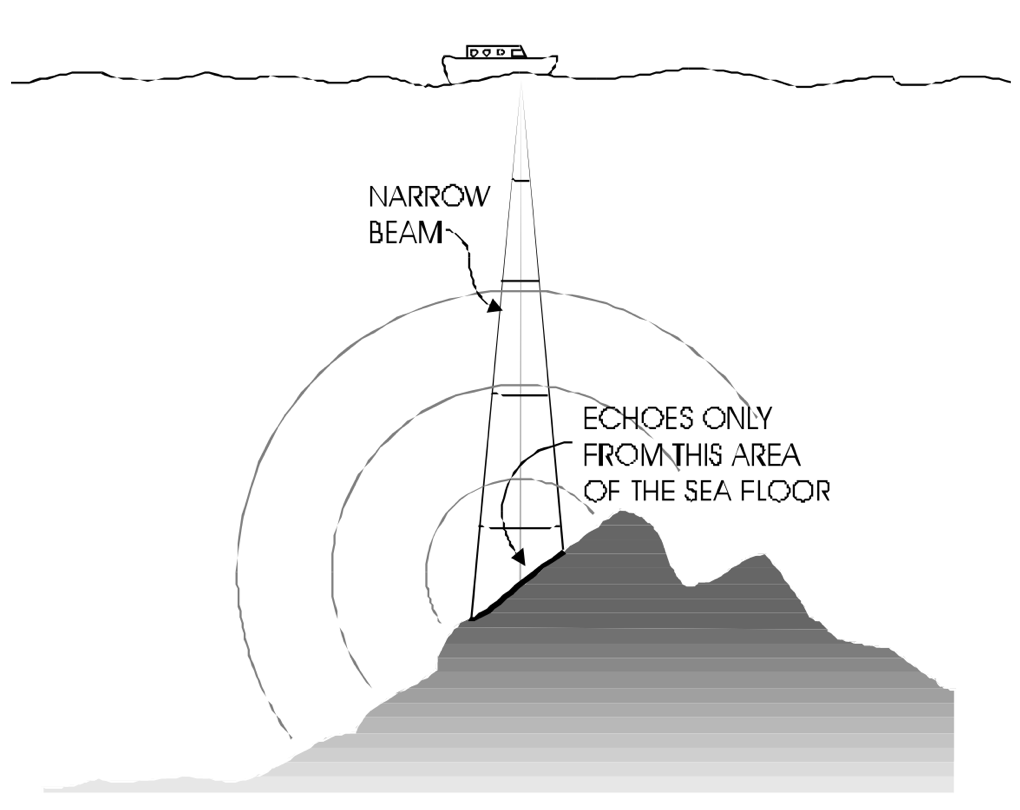 NARROW
BEAM
ECHOES ONLY
FROM THIS AREA
OF THE SEA FLOOR